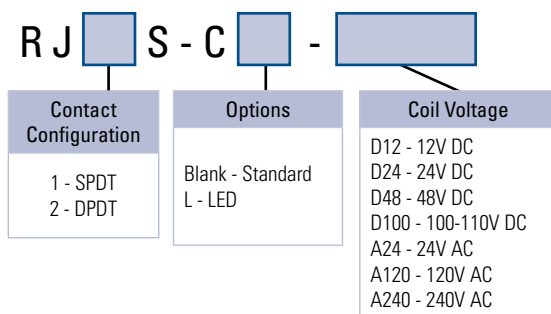 RJ S - C -
Contact
Configuration
1 - SPDT
2 - DPDT
Options
Blank - Standard
L - LED
Coil Voltage
D12 - 12V DC
D24 - 24V DC
D48 - 48V DC
D100 - 100-110V DC
A24 - 24V AC
A120 - 120V AC
A240 - 240V AC